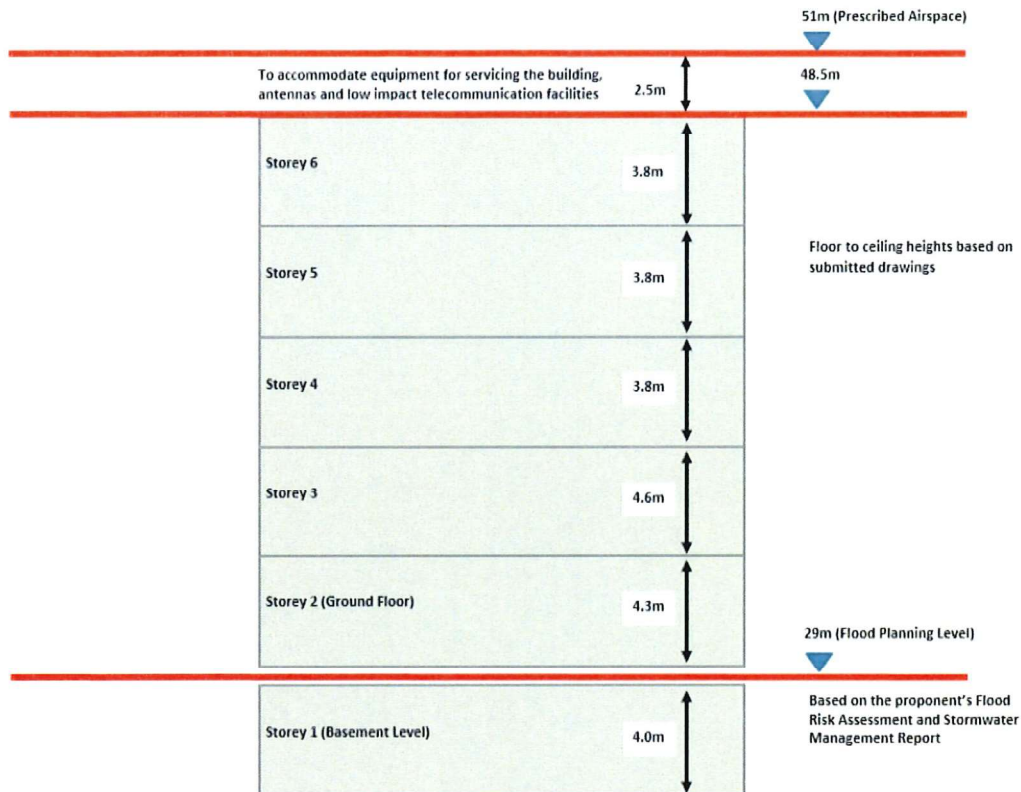 51m (Prescribed Airspace)
To accommodate equipment for servicing the building,
antennas and low impact telecommunication facilities
2.5m
48.5m
Storey 6
3.8m
Storey 5
3.8m
Floor to ceiling heights based on
submitted drawings
Storey 4
3.8m
Storey 3
4.6m
Storey 2 (Ground Floor)
4.3m
29m (Flood Planning Level)
Storey 1 (Basement Level)
4.0m
Based on the proponent's Flood
Risk Assessment and Stormwater
Management Report